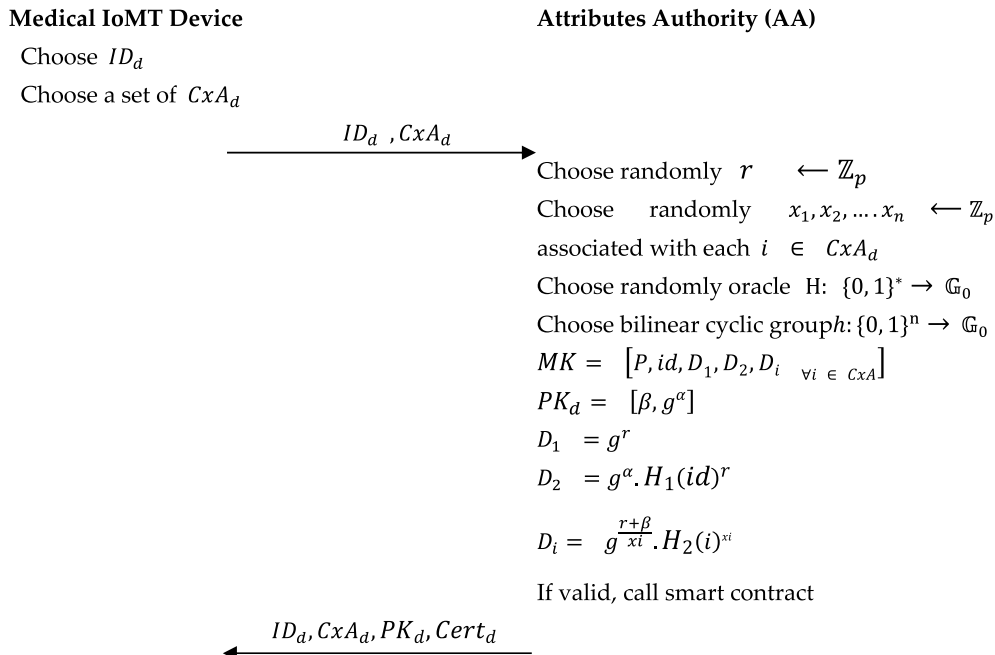 Medical IoMT Device Attributes Authority (AA)
Choose ID_d
Choose a set of CxA_d
ID_d , CxA_d
Choose randomly r ← ℤ_p
Choose randomly x_1, x_2, …. x_n ← ℤ_p
associated with each i ∈ CxA_d
Choose randomly oracle H: {0, 1}^* → 𝔾_0
Choose bilinear cyclic grouph: {0, 1}^n → 𝔾_0
MK = [P, id, D_1, D_2, D_i ∀i ∈ CxA]
PK_d = [β, g^α]
D_1 = g^r
D_2 = g^α. H_1(id)^r
D_i = g^{\frac{r+β}{xi}}. H_2(i)^{xi}
If valid, call smart contract
ID_d, CxA_d, PK_d, Cert_d